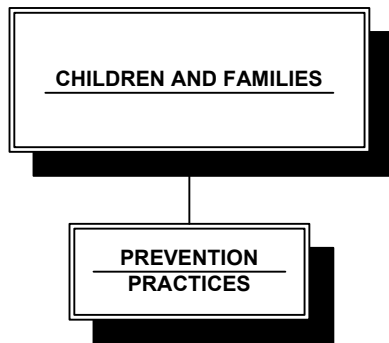 CHILDREN AND FAMILIES
PREVENTION
PRACTICES